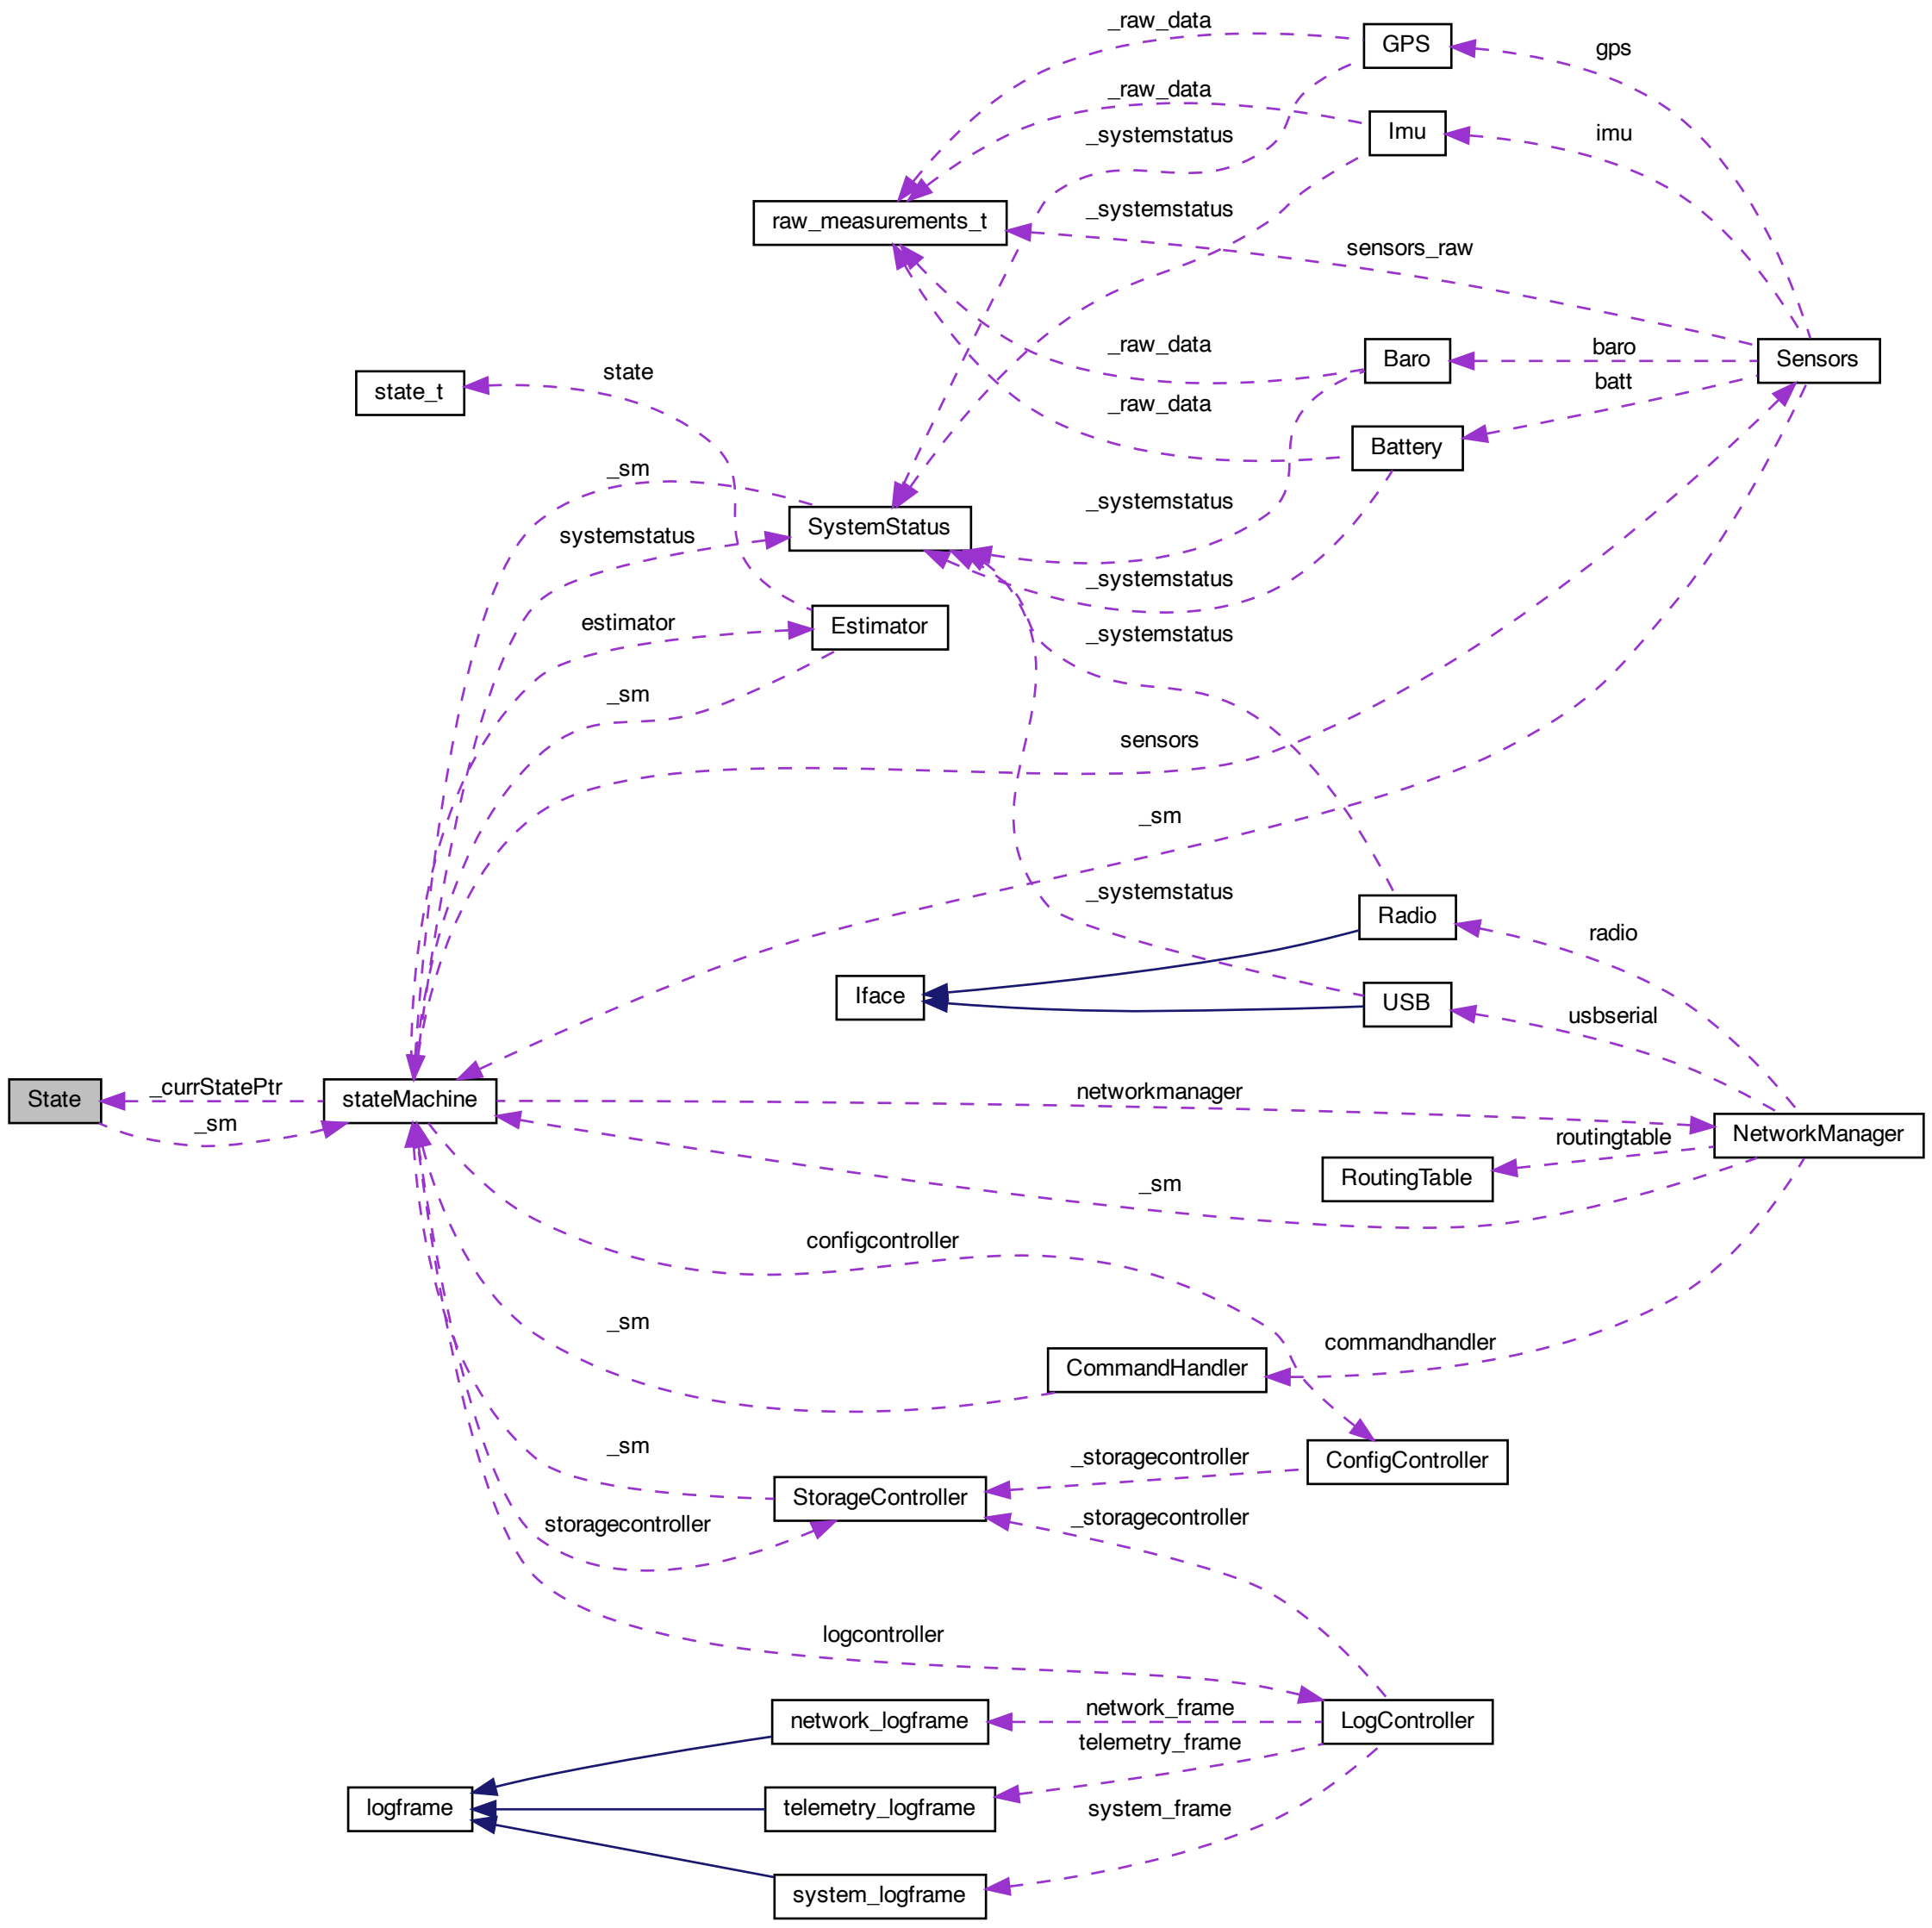 _raw_data
GPS
gps
_raw_data
Imu
imu
_systemstatus
_systemstatus
raw_measurements_t
sensors_raw
_raw_data
Baro
baro
Sensors
state_t
state
batt
_raw_data
Battery
_sm
_systemstatus
SystemStatus
systemstatus
_systemstatus
estimator
Estimator
_systemstatus
_sm
sensors
_sm
_systemstatus
Radio
radio
Iface
USB
usbserial
State
_currStatePtr
stateMachine
networkmanager
_sm
NetworkManager
routingtable
RoutingTable
_sm
configcontroller
_sm
commandhandler
CommandHandler
_sm
_storagecontroller
ConfigController
StorageController
storagecontroller
_storagecontroller
logcontroller
network_logframe
network_frame
LogController
telemetry_frame
logframe
telemetry_logframe
system_frame
system_logframe